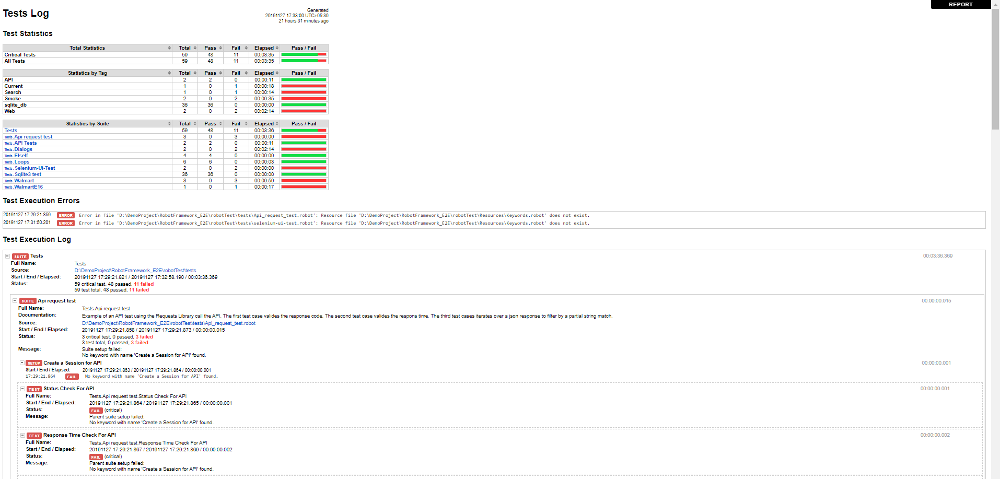 REPORT
Tests Log
Generated
20191127 17:33:00 UTC+05:30
21 hours 31 minutes ago
Test Statistics
Total Statistics Total Pass Fail Elapsed Pass / Fail
Critical Tests 59 48 11 00:03:35
All Tests 59 48 11 00:03:35
Statistics by Tag Total Pass Fail Elapsed Pass / Fail
API 2 2 0 00:00:11
Current 1 0 1 00:00:18
Search 1 0 1 00:00:14
Smoke 2 0 2 00:00:35
sqlite_db 36 36 0 00:00:00
Web 2 0 2 00:02:14
Statistics by Suite Total Pass Fail Elapsed Pass / Fail
Tests 59 48 11 00:03:36
Tests . Api request test 3 0 3 00:00:00
Tests . API Tests 2 2 0 00:00:11
Tests . Dialogs 2 0 2 00:02:14
Tests . ElseIf 4 4 0 00:00:00
Tests . Loops 6 6 0 00:00:03
Tests . Selenium-Ui-Test 2 0 2 00:00:00
Tests . Sqlite3 test 36 36 0 00:00:00
Tests . Walmart 3 0 3 00:00:50
Tests . WalmartE16 1 0 1 00:00:17
Test Execution Errors
20191127 17:29:21.859 ERROR Error in file 'D:\DemoProject\RobotFramework_E2E\robotTest\tests\Api_request_test.robot': Resource file 'D:\DemoProject\RobotFramework_E2E\robotTest\Resources\Keywords.robot' does not exist.
20191127 17:31:50.201 ERROR Error in file 'D:\DemoProject\RobotFramework_E2E\robotTest\tests\selenium-ui-test.robot': Resource file 'D:\DemoProject\RobotFramework_E2E\robotTest\Resources\Keywords.robot' does not exist.
Test Execution Log
SUITE Tests 00:03:36.369
Full Name: Tests
Source: D:\DemoProject\RobotFramework_E2E\robotTest\tests
Start / End / Elapsed: 20191127 17:29:21.821 / 20191127 17:32:58.190 / 00:03:36.369
Status: 59 critical test, 48 passed, 11 failed
59 test total, 48 passed, 11 failed
SUITE Api request test 00:00:00.015
Full Name: Tests.Api request test
Documentation: Example of an API test using the Requests Library call the API. The first test case valides the response code. The second test case valides the respons time. The third test cases iterates over a json response to filter by a partial string match.
Source: D:\DemoProject\RobotFramework_E2E\robotTest\tests\Api_request_test.robot
Start / End / Elapsed: 20191127 17:29:21.858 / 20191127 17:29:21.873 / 00:00:00.015
Status: 3 critical test, 0 passed, 3 failed
3 test total, 0 passed, 3 failed
Message: Suite setup failed:
No keyword with name 'Create a Session for API' found.
SETUP Create a Session for API 00:00:00.001
Start / End / Elapsed: 20191127 17:29:21.863 / 20191127 17:29:21.864 / 00:00:00.001
17:29:21.864 FAIL No keyword with name 'Create a Session for API' found.
TEST Status Check For API 00:00:00.001
Full Name: Tests.Api request test.Status Check For API
Start / End / Elapsed: 20191127 17:29:21.864 / 20191127 17:29:21.865 / 00:00:00.001
Status: FAIL (critical)
Message: Parent suite setup failed:
No keyword with name 'Create a Session for API' found.
TEST Response Time Check For API 00:00:00.002
Full Name: Tests.Api request test.Response Time Check For API
Start / End / Elapsed: 20191127 17:29:21.867 / 20191127 17:29:21.869 / 00:00:00.002
Status: FAIL (critical)
Message: Parent suite setup failed:
No keyword with name 'Create a Session for API' found.